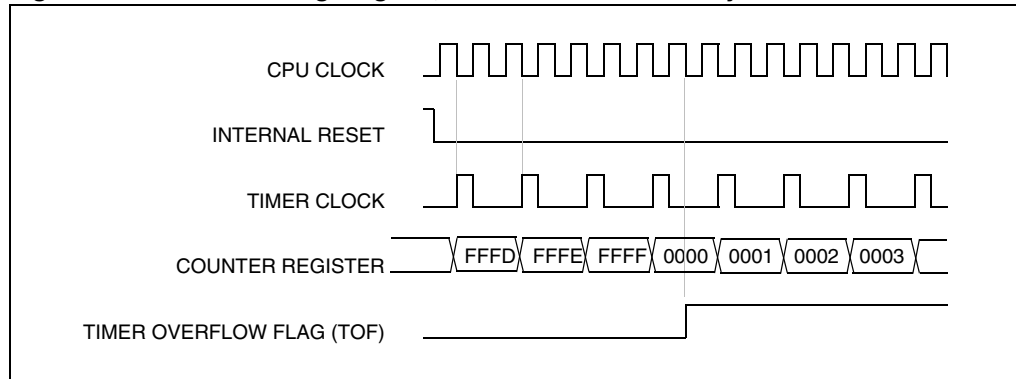 CPU CLOCK
INTERNAL RESET
TIMER CLOCK
COUNTER REGISTER FFFD FFFE FFFF 0000 0001 0002 0003
TIMER OVERFLOW FLAG (TOF)